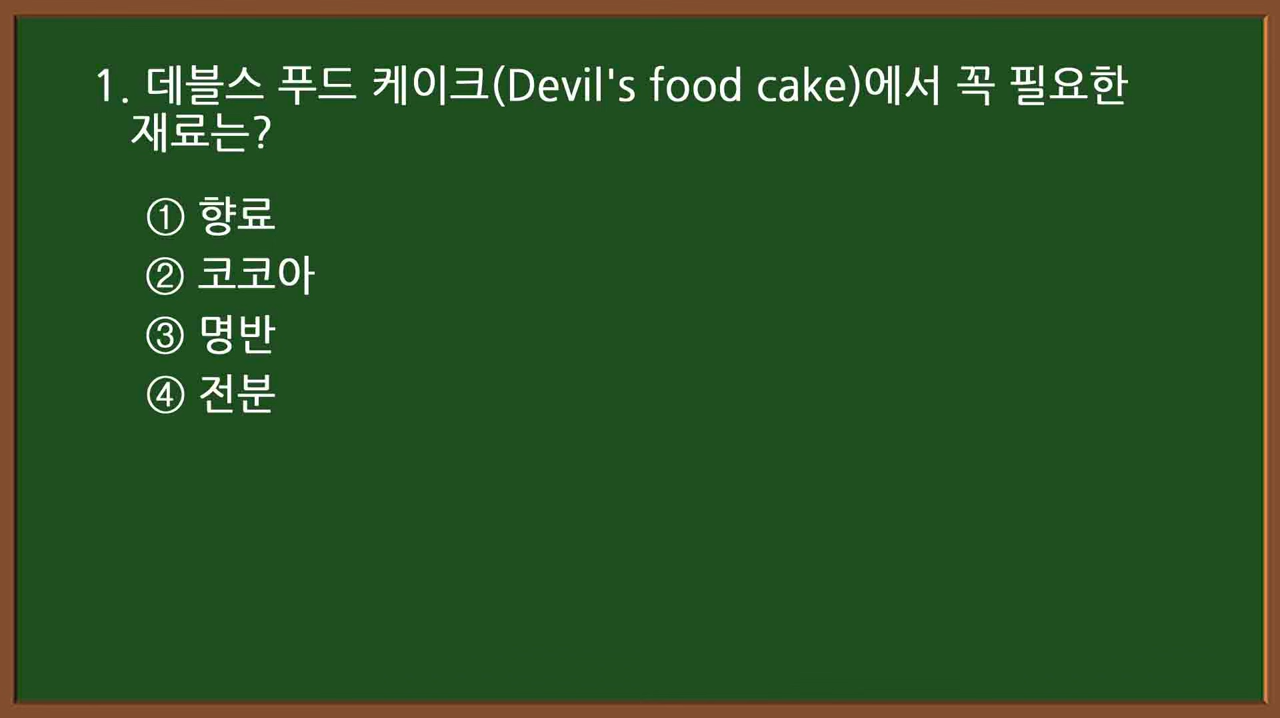 1. 데블스 푸드 케이크(Devil's food cake)에서 꼭 필요한
재료는?
① 향료
② 코코아
③ 명반
④ 전분